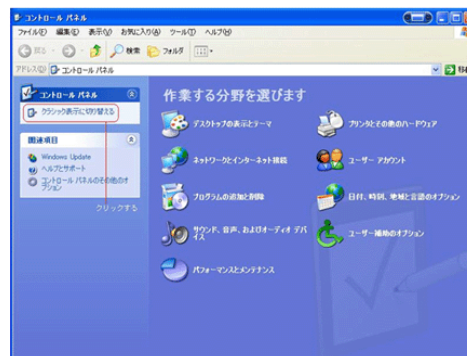 コントロール パネル
ファイル(F) 編集(E) 表示(V) お気に入り(A) ツール(T) ヘルプ(H)
戻る 検索 フォルダ
アドレス(D) コントロール パネル
コントロール パネル
クラシック表示に切り替える
関連項目
Windows Update
ヘルプとサポート
コントロール パネルのその他のオプション
クリックする
作業する分野を選びます
デスクトップの表示とテーマ
プリンタとその他のハードウェア
ネットワークとインターネット接続
ユーザー アカウント
プログラムの追加と削除
日付、時刻、地域と言語のオプション
サウンド、音声、およびオーディオ デバ
イス
ユーザー補助のオプション
パフォーマンスとメンテナンス